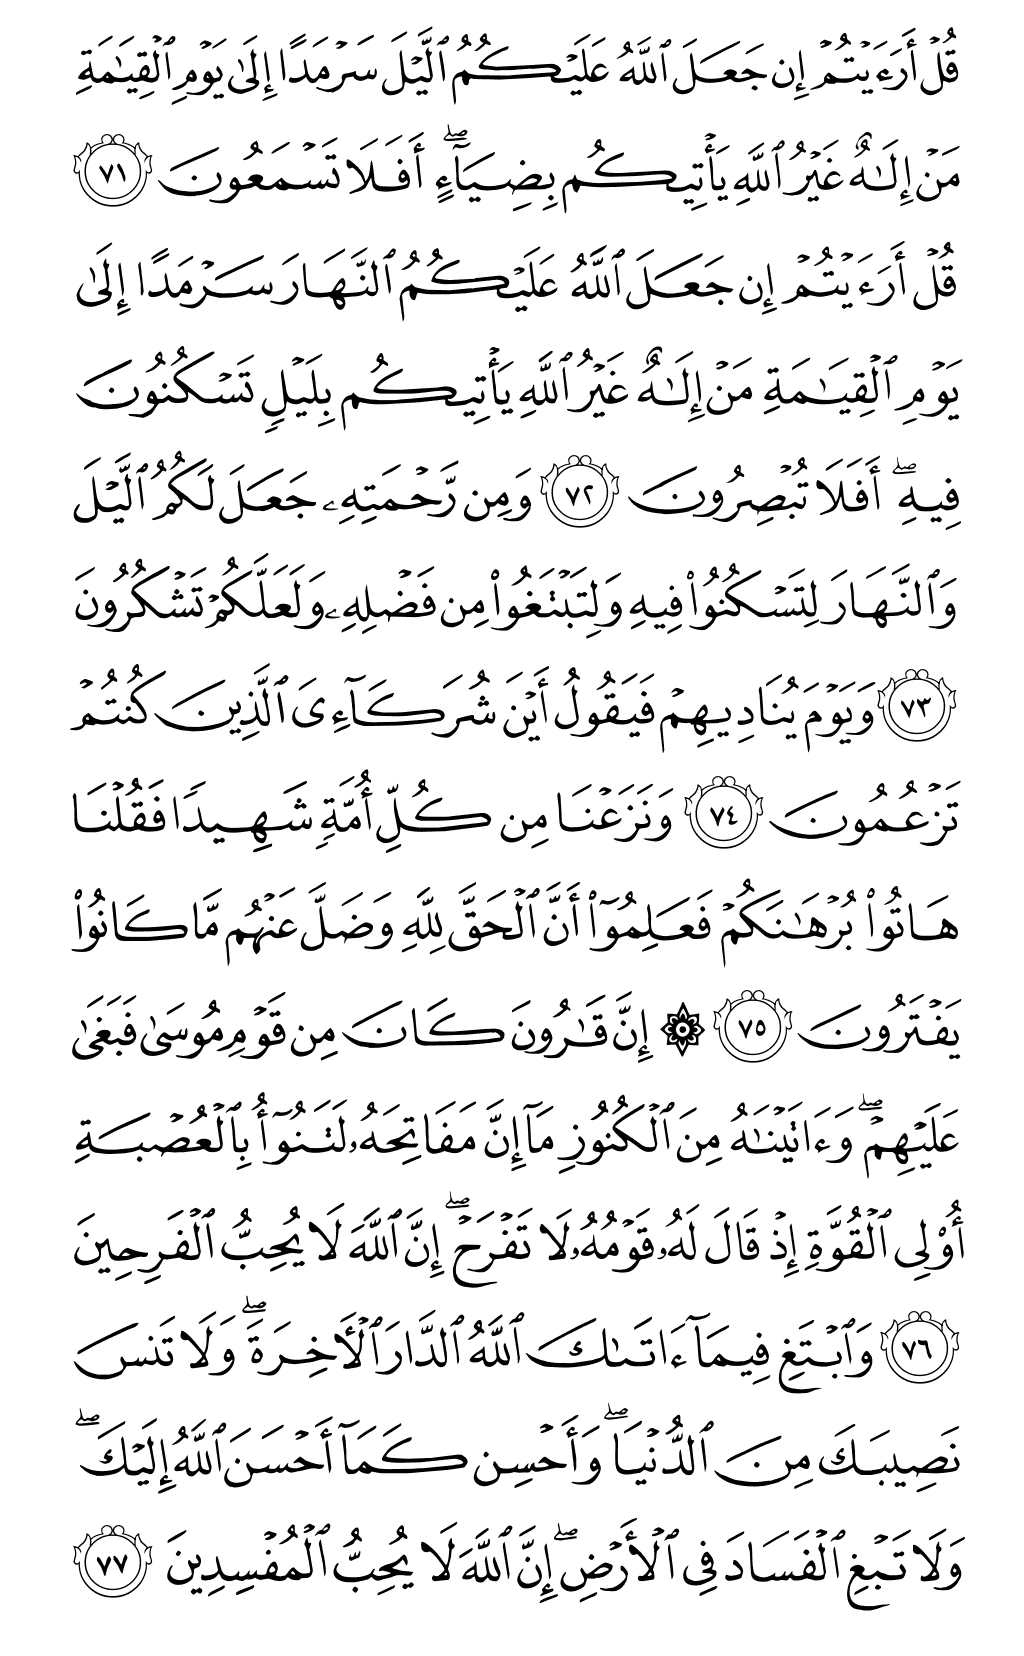 قُلۡ أَرَءَيۡتُمۡ إِن جَعَلَ ٱللَّهُ عَلَيۡكُمُ ٱلَّيۡلَ سَرۡمَدًا إِلَىٰ يَوۡمِ ٱلۡقِيَٰمَةِ
مَنۡ إِلَٰهٌ غَيۡرُ ٱللَّهِ يَأۡتِيكُم بِضِيَآءٍۖ أَفَلَا تَسۡمَعُونَ ٧١
قُلۡ أَرَءَيۡتُمۡ إِن جَعَلَ ٱللَّهُ عَلَيۡكُمُ ٱلنَّهَارَ سَرۡمَدًا إِلَىٰ
يَوۡمِ ٱلۡقِيَٰمَةِ مَنۡ إِلَٰهٌ غَيۡرُ ٱللَّهِ يَأۡتِيكُم بِلَيۡلٖ تَسۡكُنُونَ
فِيهِۖ أَفَلَا تُبۡصِرُونَ ٧٢ وَمِن رَّحۡمَتِهِۦ جَعَلَ لَكُمُ ٱلَّيۡلَ
وَٱلنَّهَارَ لِتَسۡكُنُواْ فِيهِ وَلِتَبۡتَغُواْ مِن فَضۡلِهِۦ وَلَعَلَّكُمۡ تَشۡكُرُونَ
٧٣ وَيَوۡمَ يُنَادِيهِمۡ فَيَقُولُ أَيۡنَ شُرَكَآءِيَ ٱلَّذِينَ كُنتُمۡ
تَزۡعُمُونَ ٧٤ وَنَزَعۡنَا مِن كُلِّ أُمَّةٖ شَهِيدٗا فَقُلۡنَا
هَاتُواْ بُرۡهَٰنَكُمۡ فَعَلِمُوٓاْ أَنَّ ٱلۡحَقَّ لِلَّهِ وَضَلَّ عَنۡهُم مَّا كَانُواْ
يَفۡتَرُونَ ٧٥ ۞ إِنَّ قَٰرُونَ كَانَ مِن قَوۡمِ مُوسَىٰ فَبَغَىٰ
عَلَيۡهِمۡۖ وَءَاتَيۡنَٰهُ مِنَ ٱلۡكُنُوزِ مَآ إِنَّ مَفَاتِحَهُۥ لَتَنُوٓأُ بِٱلۡعُصۡبَةِ
أُوْلِي ٱلۡقُوَّةِ إِذۡ قَالَ لَهُۥ قَوۡمُهُۥ لَا تَفۡرَحۡۖ إِنَّ ٱللَّهَ لَا يُحِبُّ ٱلۡفَرِحِينَ
٧٦ وَٱبۡتَغِ فِيمَآ ءَاتَىٰكَ ٱللَّهُ ٱلدَّارَ ٱلۡأٓخِرَةَۖ وَلَا تَنسَ
نَصِيبَكَ مِنَ ٱلدُّنۡيَاۖ وَأَحۡسِن كَمَآ أَحۡسَنَ ٱللَّهُ إِلَيۡكَۖ
وَلَا تَبۡغِ ٱلۡفَسَادَ فِي ٱلۡأَرۡضِۖ إِنَّ ٱللَّهَ لَا يُحِبُّ ٱلۡمُفۡسِدِينَ ٧٧